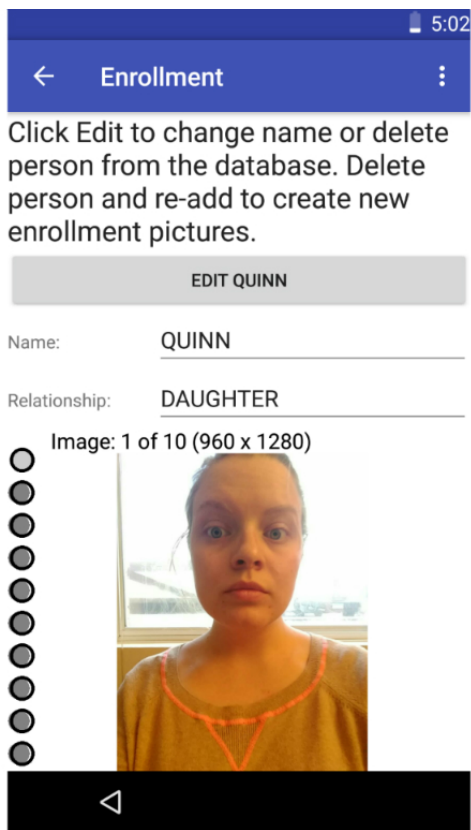 5:02
Enrollment
Click Edit to change name or delete
person from the database. Delete
person and re-add to create new
enrollment pictures.
EDIT QUINN
Name: QUINN
Relationship: DAUGHTER
Image: 1 of 10 (960 x 1280)